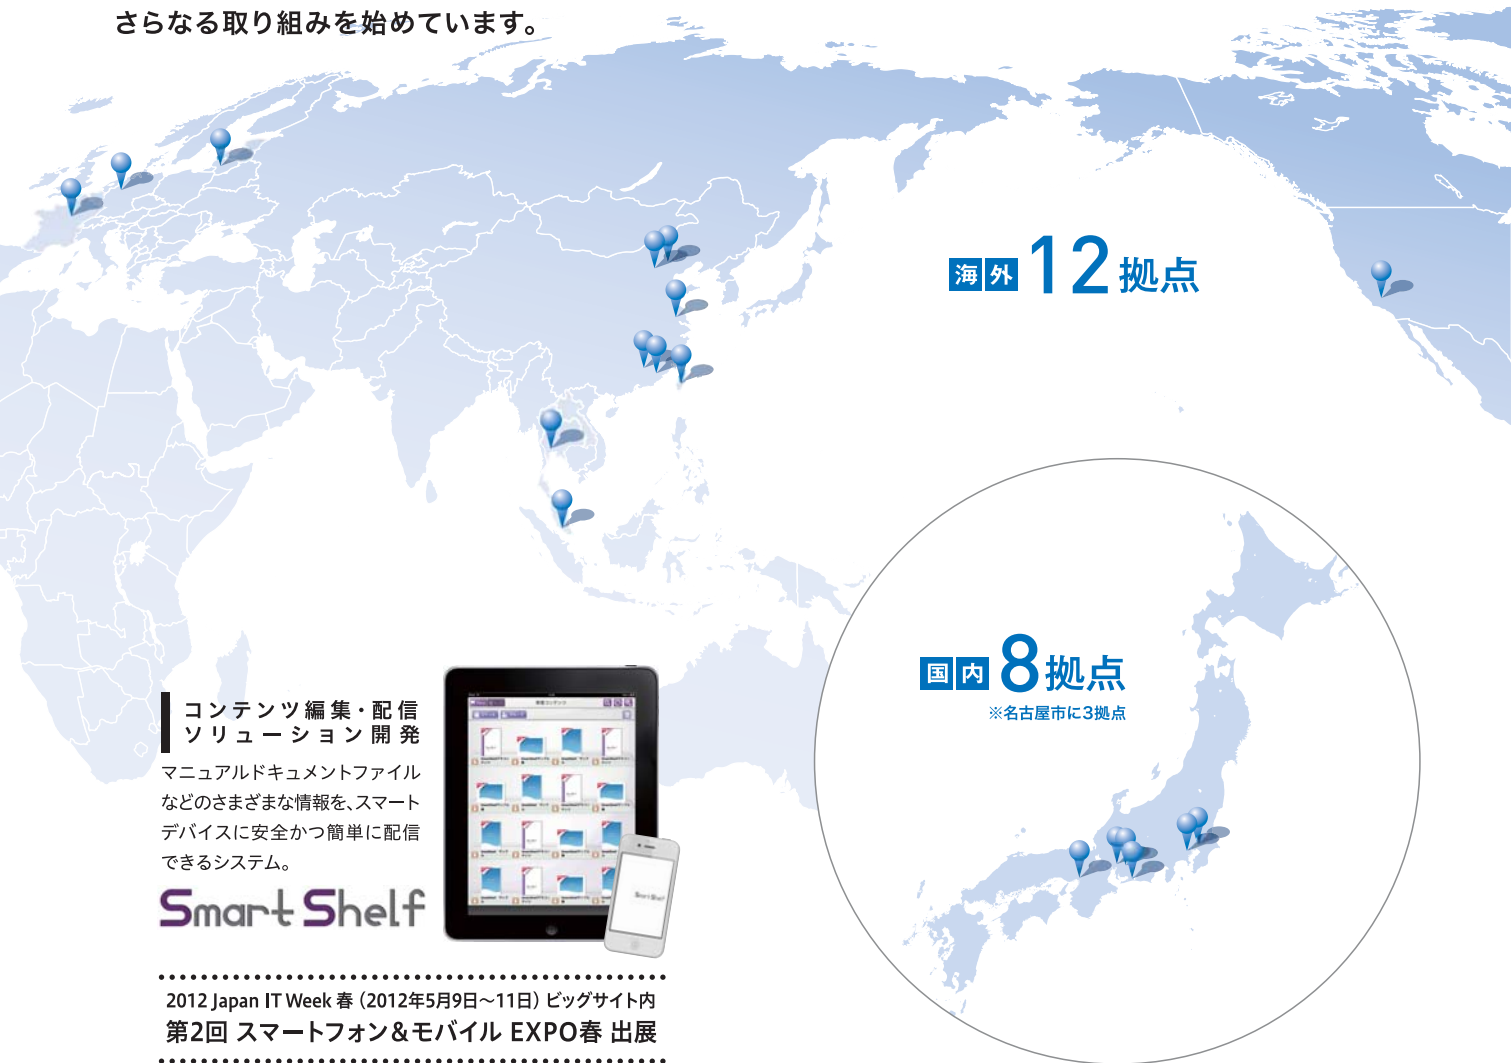 さらなる取り組みを始めています。
海外 12 拠点
国内 8 拠点
※名古屋市に3拠点
コンテンツ編集・配信
ソリューション開発
マニュアルドキュメントファイル
などのさまざまな情報を、スマート
デバイスに安全かつ簡単に配信
できるシステム。
Smart Shelf
Smart Shelf
2012 Japan IT Week 春（2012年5月9日〜11日）ビッグサイト内
第2回 スマートフォン＆モバイル EXPO春 出展